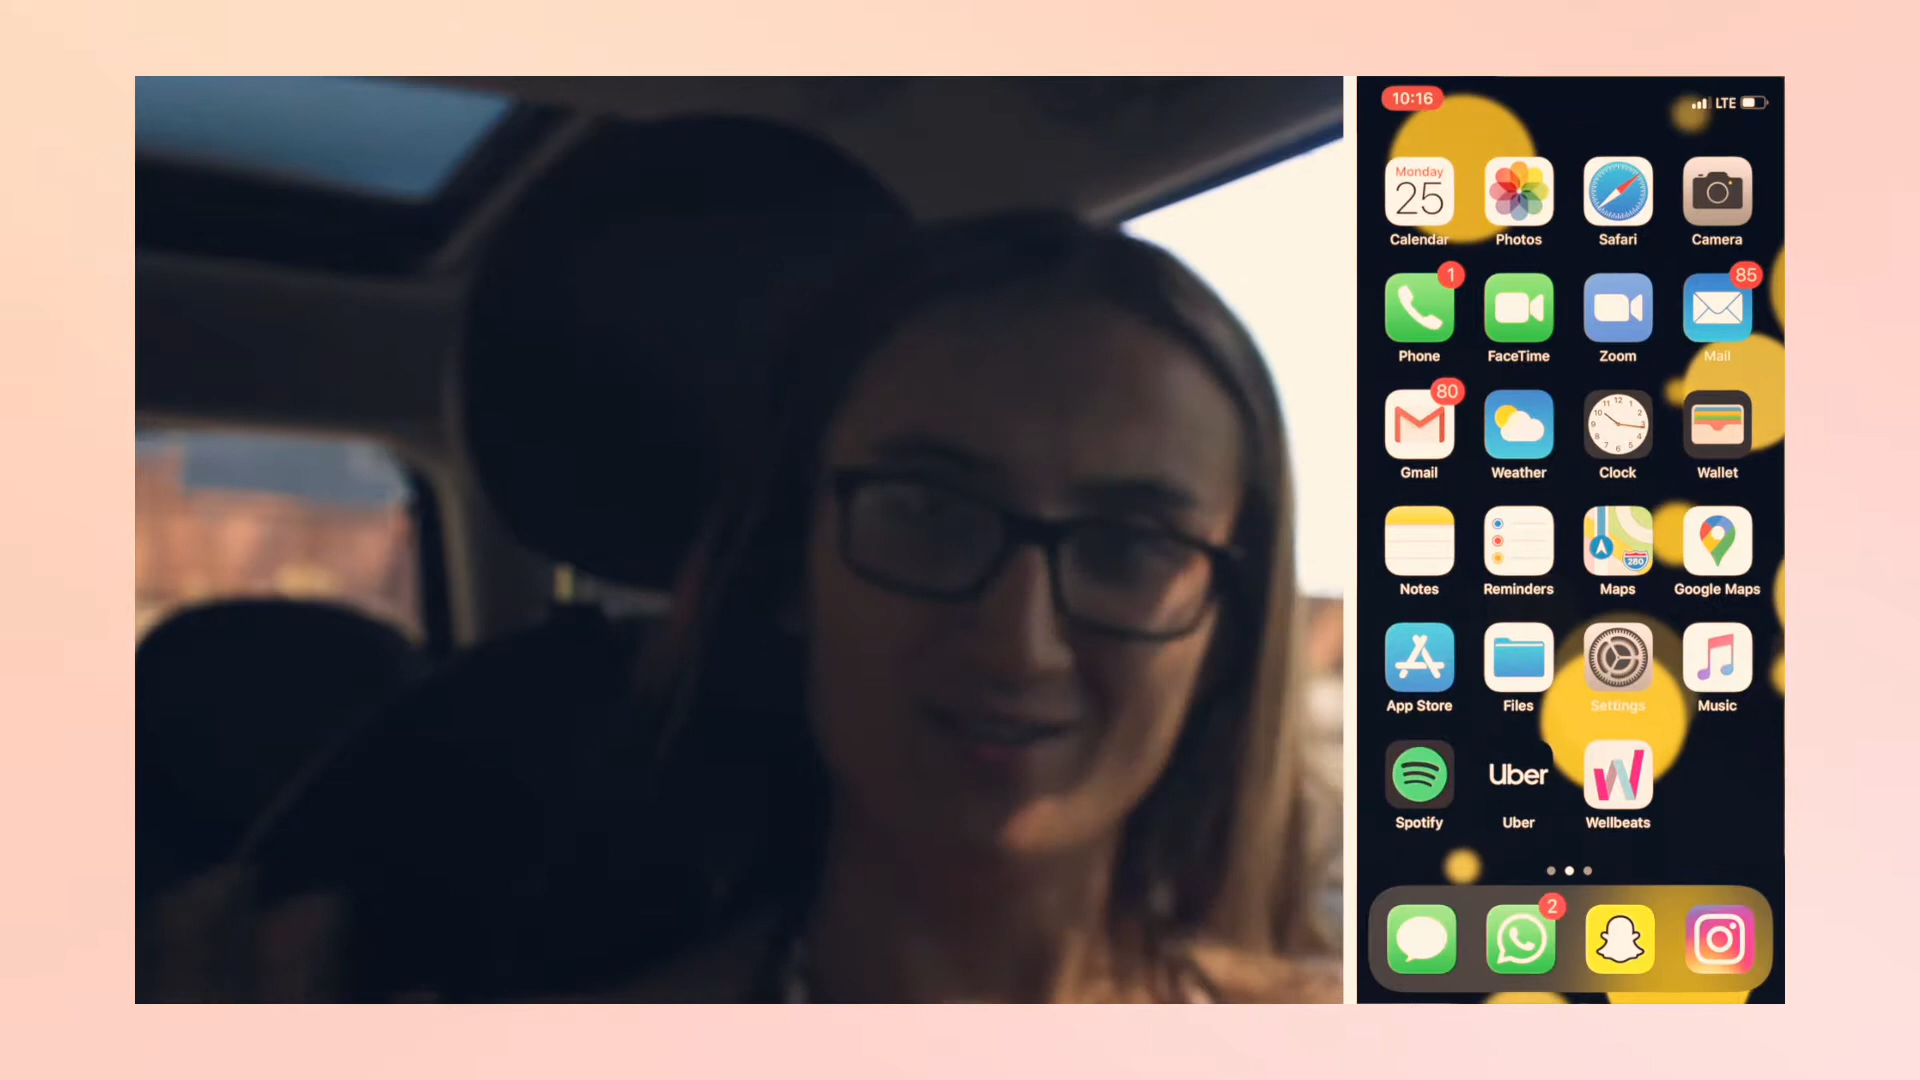 10:16
LTE
Monday
25
Calendar
Photos
Safari
Camera
1
85
Phone
FaceTime
Zoom
Mail
80
Gmail
Weather
Clock
Wallet
280
Notes
Reminders
Maps
Google Maps
App Store
Files
Settings
Music
Uber
Spotify
Uber
Wellbeats
2